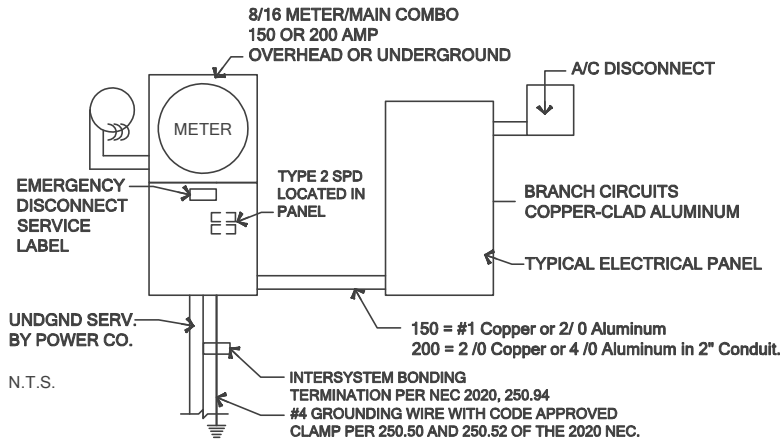 8/16 METER/MAIN COMBO
150 OR 200 AMP
OVERHEAD OR UNDERGROUND
A/C DISCONNECT
METER
TYPE 2 SPD
LOCATED IN
PANEL
EMERGENCY
DISCONNECT
SERVICE
LABEL
BRANCH CIRCUITS
COPPER-CLAD ALUMINUM
TYPICAL ELECTRICAL PANEL
UNDGND SERV.
BY POWER CO.
150 = #1 Copper or 2/ 0 Aluminum
200 = 2 /0 Copper or 4 /0 Aluminum in 2" Conduit.
N.T.S.
INTERSYSTEM BONDING
TERMINATION PER NEC 2020, 250.94
#4 GROUNDING WIRE WITH CODE APPROVED
CLAMP PER 250.50 AND 250.52 OF THE 2020 NEC.